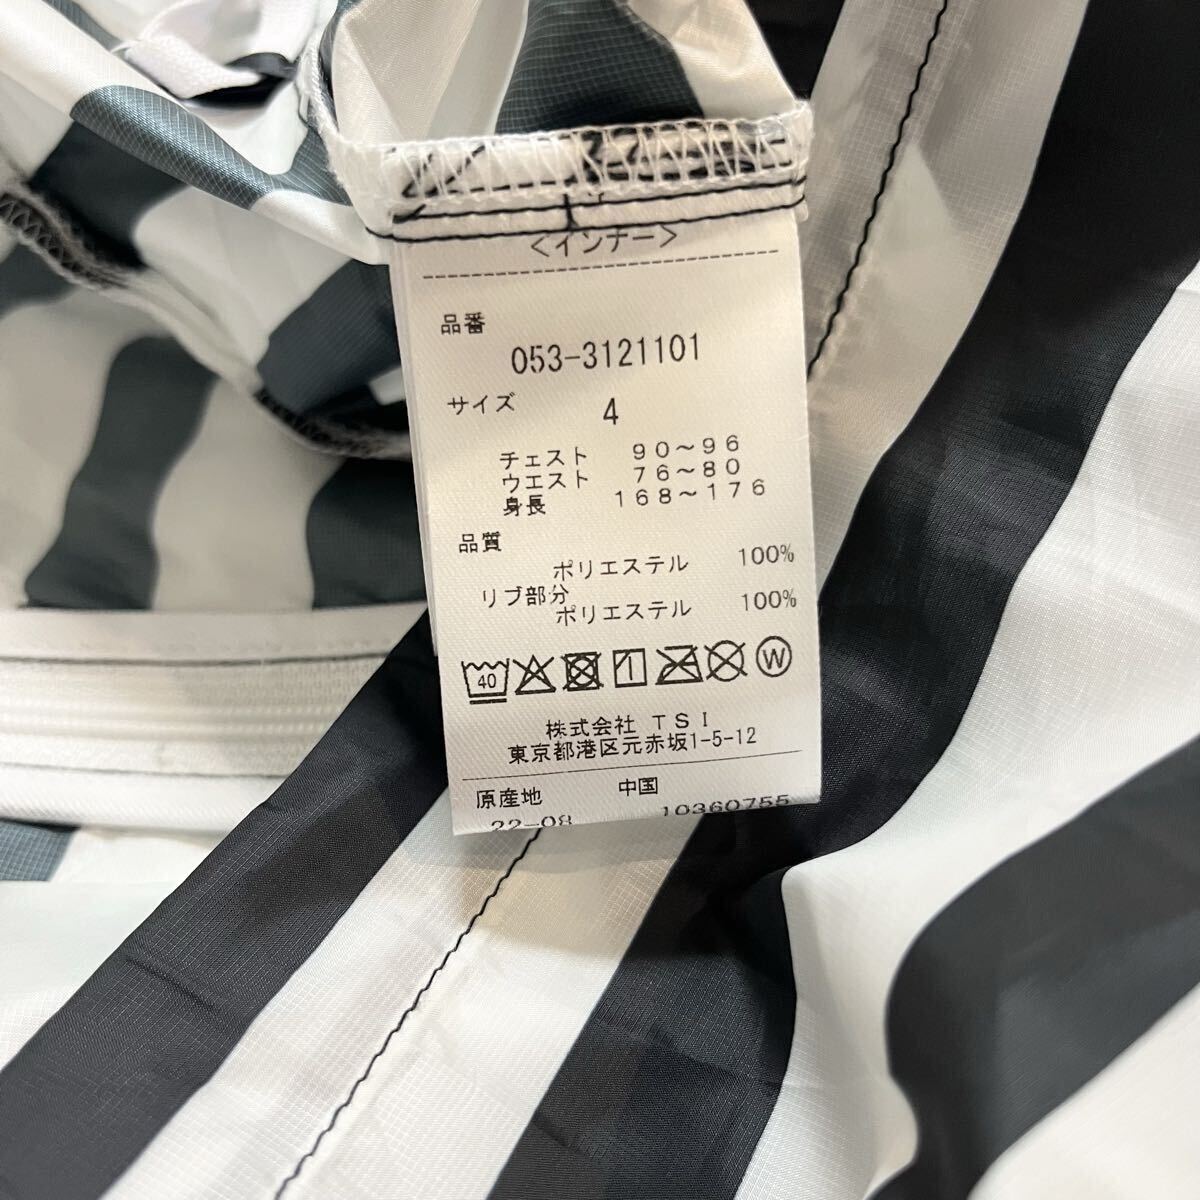 <インナー>
品番
053-3121101
サイズ 4
チェスト 90～96
ウエスト 76～80
身長 168～176
品質
ポリエステル 100%
リブ部分
ポリエステル 100%
40 W
株式会社 TSI
東京都港区元赤坂1-5-12
原産地 中国
22-08 10360755